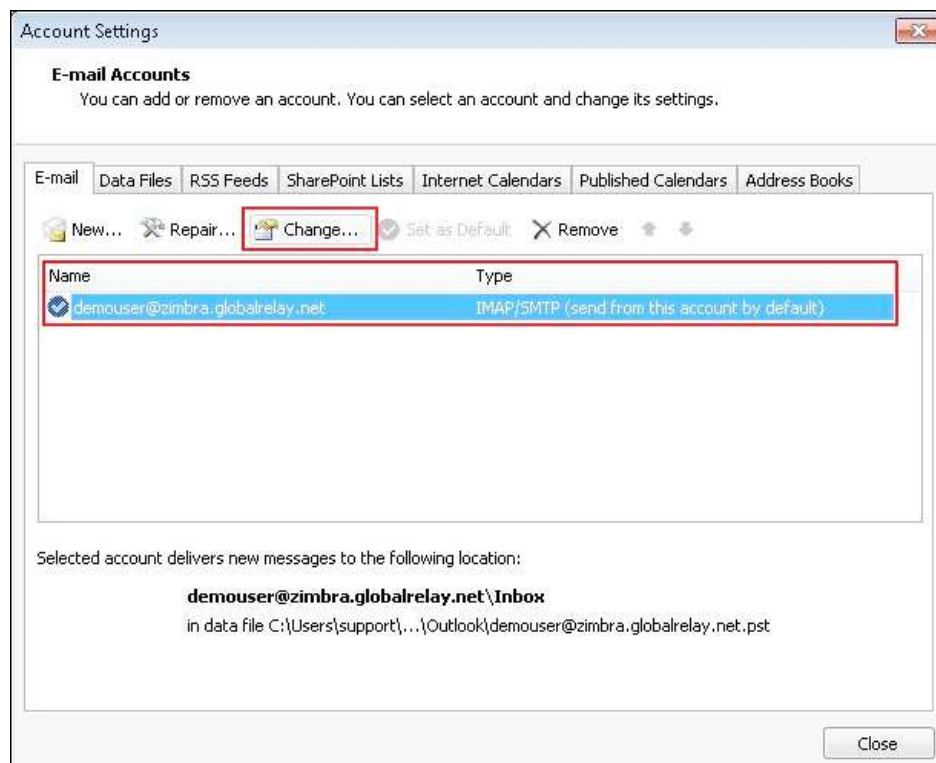 Account Settings
E-mail Accounts
You can add or remove an account. You can select an account and change its settings.
E-mail Data Files RSS Feeds SharePoint Lists Internet Calendars Published Calendars Address Books
New... Repair... Change... Set as Default Remove
Name Type
demouser@zimbra.globalrelay.net IMAP/SMTP (send from this account by default)
Selected account delivers new messages to the following location:
demouser@zimbra.globalrelay.net\Inbox
in data file C:\Users\support\...\Outlook\demouser@zimbra.globalrelay.net.pst
Close